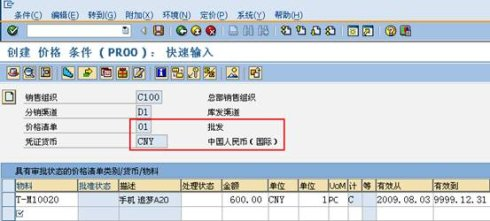 条件(C) 编辑(E) 转到(G) 附加(X) 环境(N) 定价(P) 系统(Y) 帮助(H)
创建 价格 条件 (PR00): 快速输入
销售组织 C100 总部销售组织
分销渠道 D1 库发渠道
价格清单 01 批发
凭证货币 CNY 中国人民币(国际)
具有审批状态的价格清单类别/货币/物料
物料 批准状态 描述 处理状态 金额 单位 单位 UoM 计 等 有效从 有效到
T-M10020 手机 追梦A20 600.00 CNY 1 PC C 2009.08.03 9999.12.31